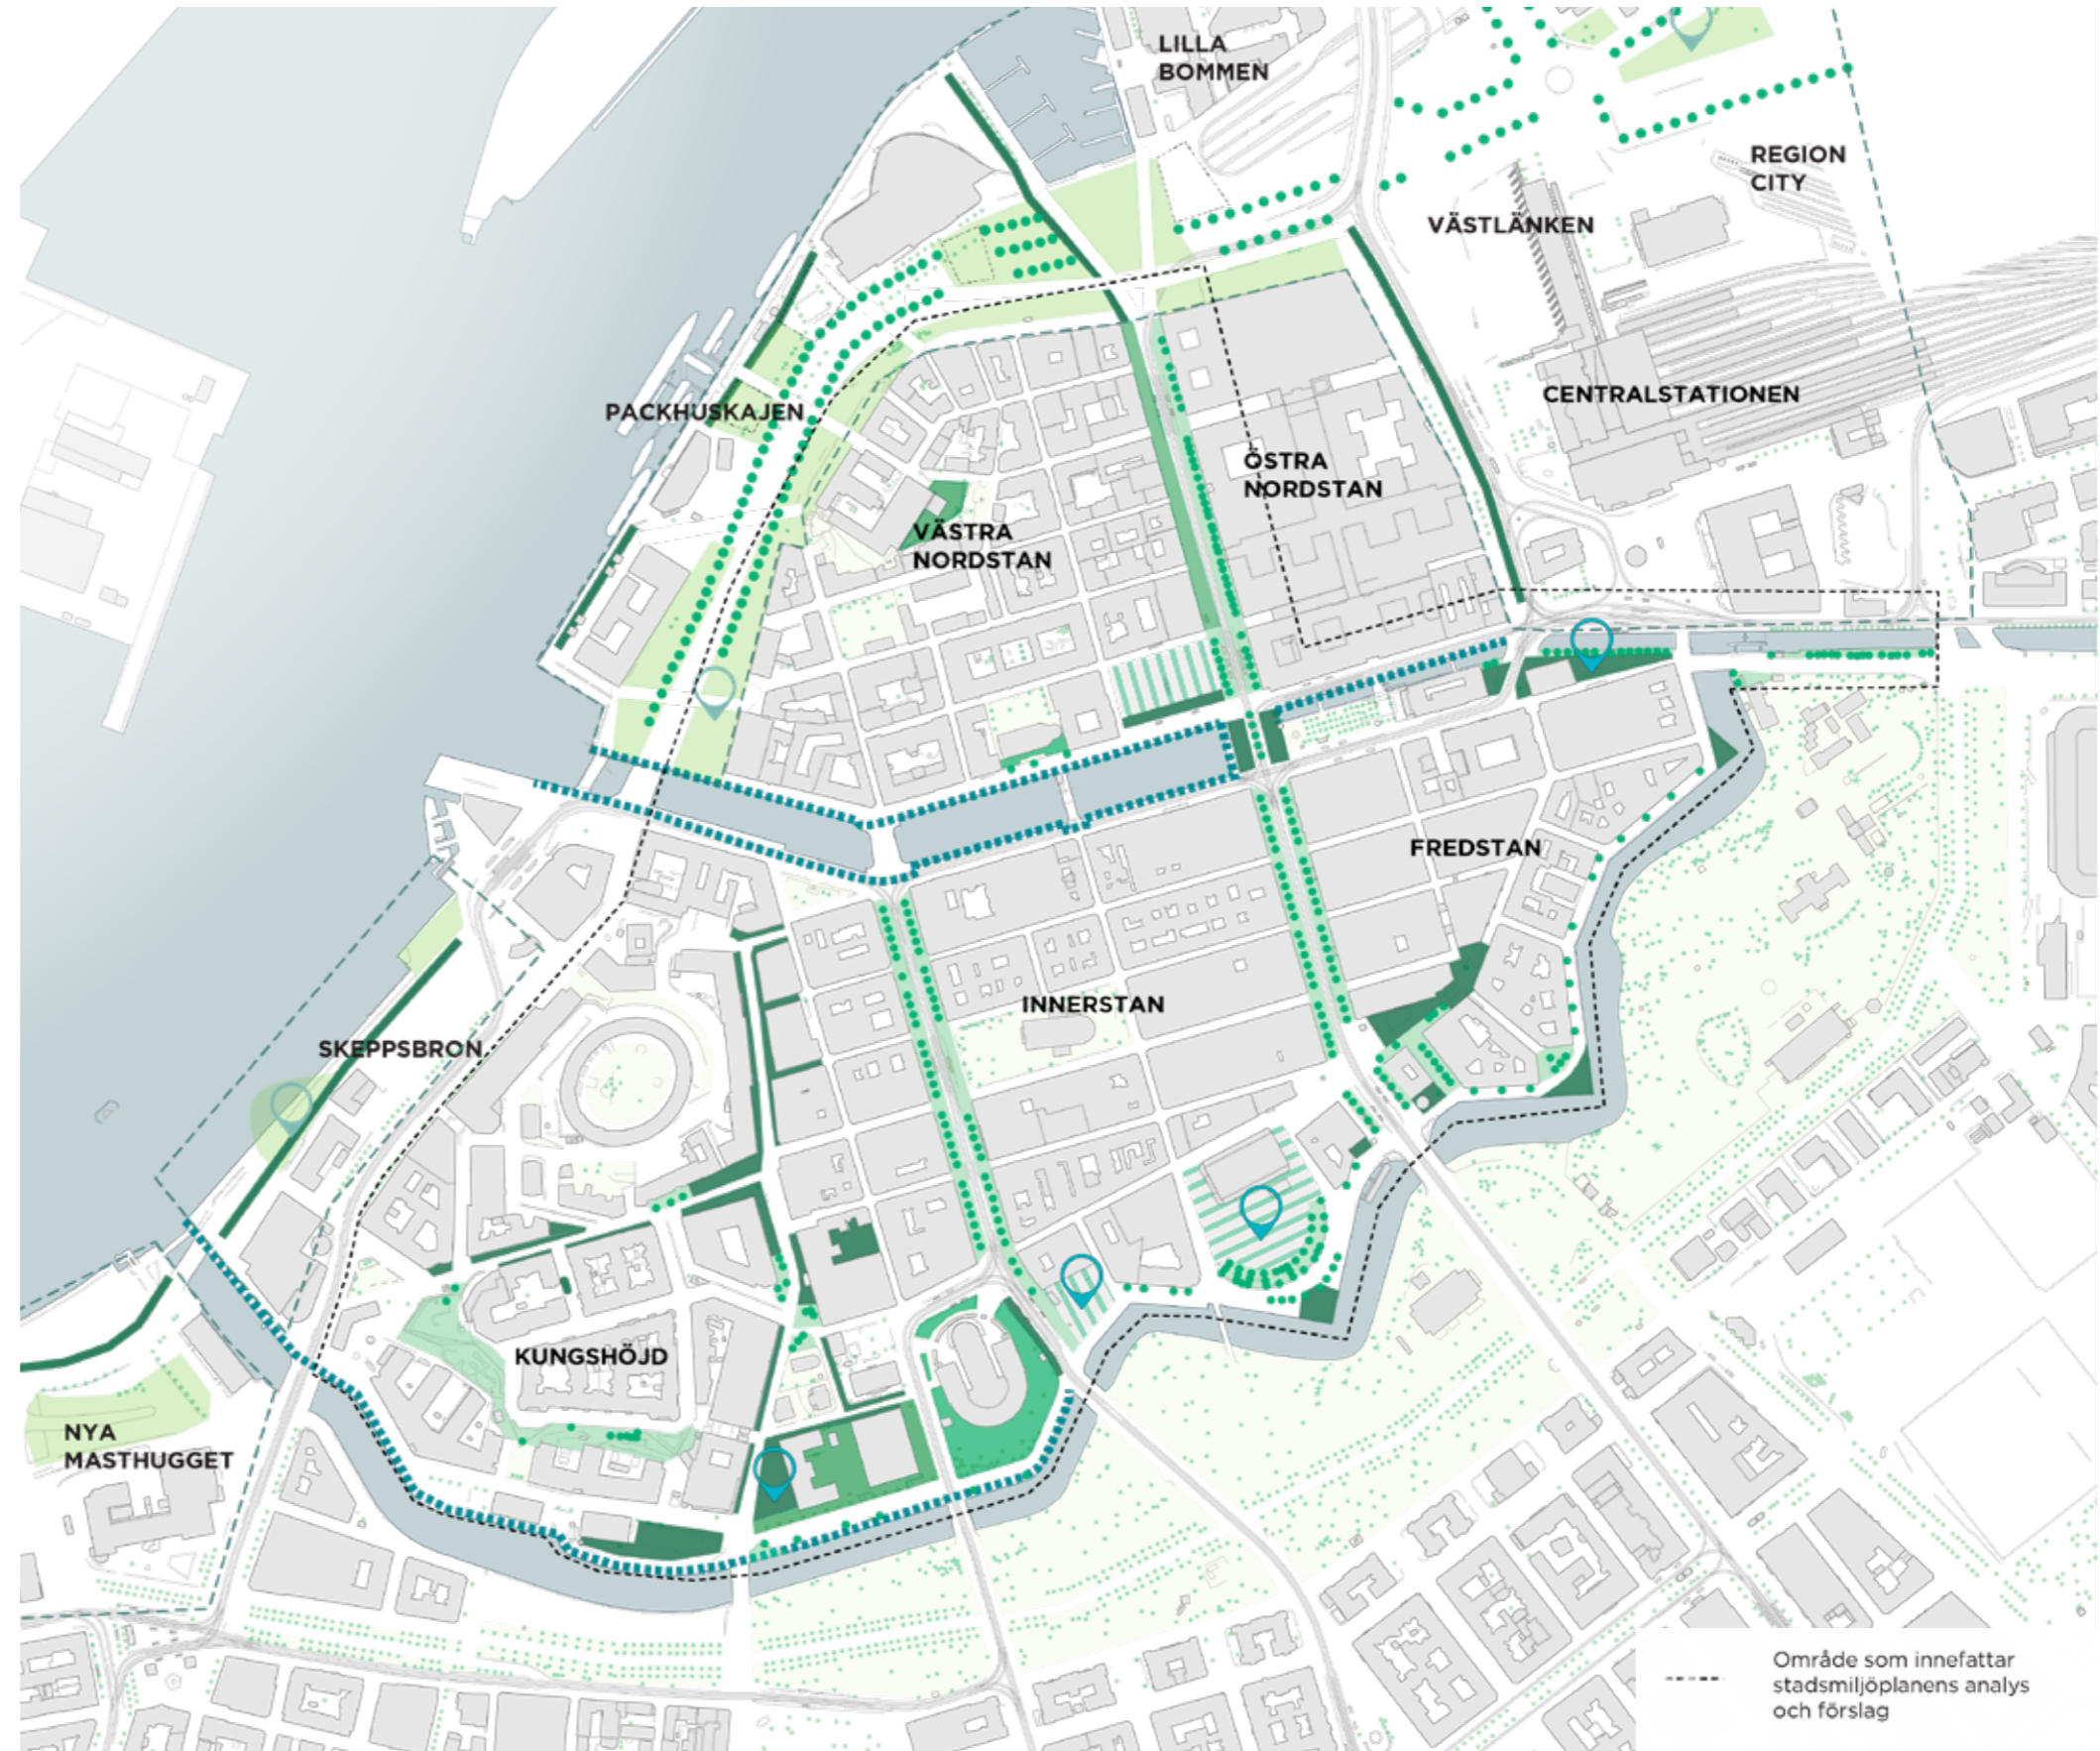 LILLA
BOMMEN
REGION
CITY
VÄSTLÄNKEN
CENTRALSTATIONEN
PACKHUSKAJEN
ÖSTRA
NORDSTAN
VÄSTRA
NORDSTAN
FREDSTAN
INNERSTAN
SKEPPSBRON
KUNGSHÖJD
NYA
MASTHUGGET
Område som innefattar
stadsmiljöplanens analys
och förslag